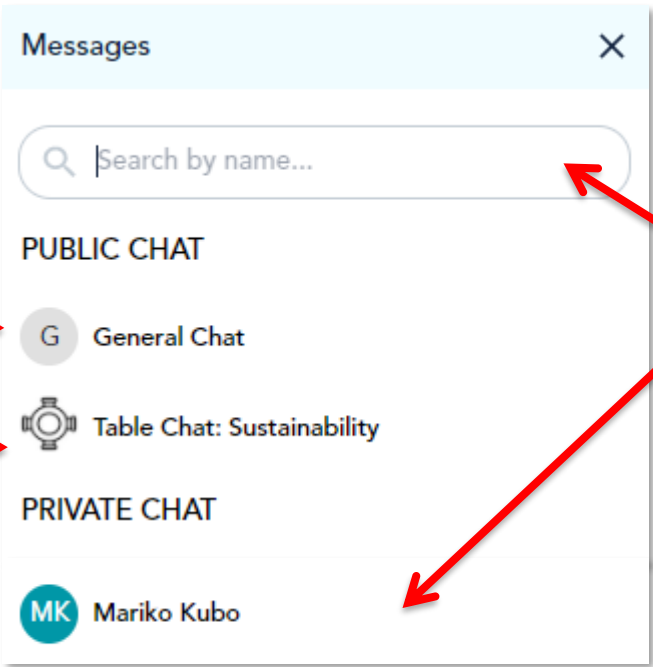 Messages
Search by name...
PUBLIC CHAT
G General Chat
Table Chat: Sustainability
PRIVATE CHAT
MK Mariko Kubo